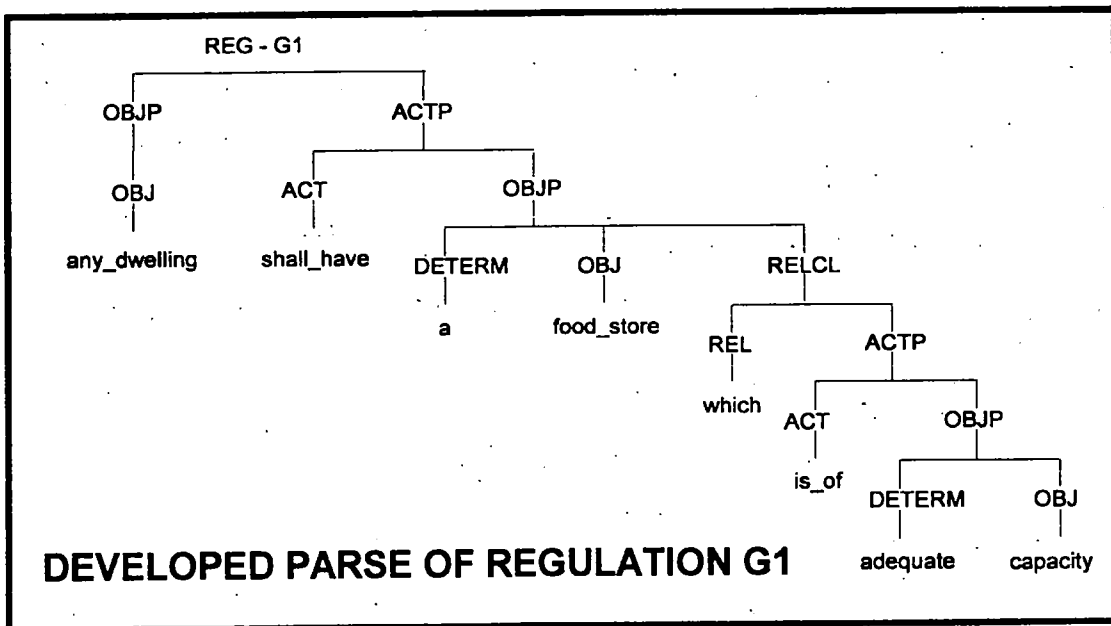 REG - G1
OBJP ACTP
OBJ ACT OBJP
any_dwelling shall_have DETERM OBJ RELCL
a food_store REL ACTP
which ACT OBJP
is_of DETERM OBJ
DEVELOPED PARSE OF REGULATION G1 adequate capacity